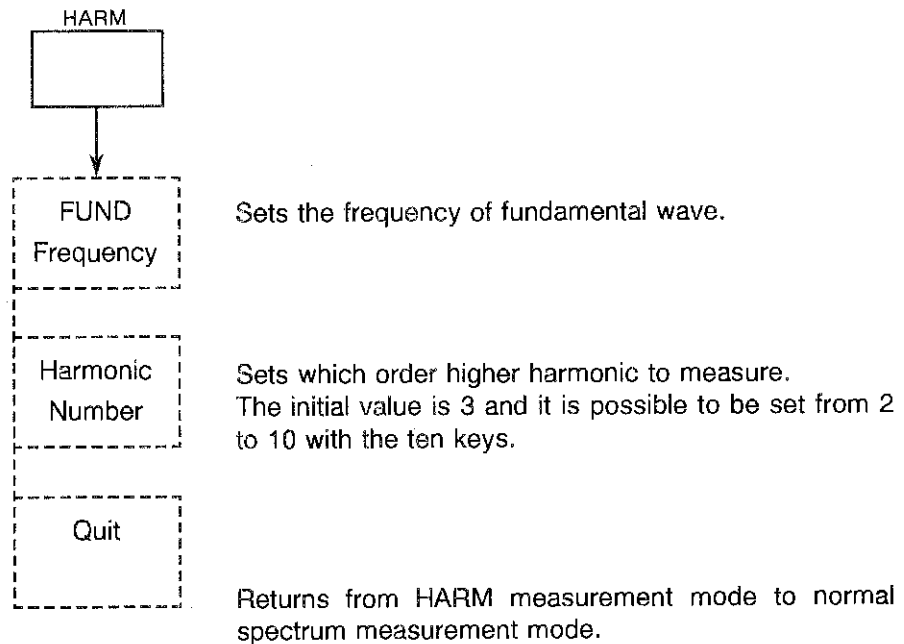 HARM
FUND
Frequency
Sets the frequency of fundamental wave.
Harmonic
Number
Sets which order higher harmonic to measure.
The initial value is 3 and it is possible to be set from 2
to 10 with the ten keys.
Quit
Returns from HARM measurement mode to normal
spectrum measurement mode.